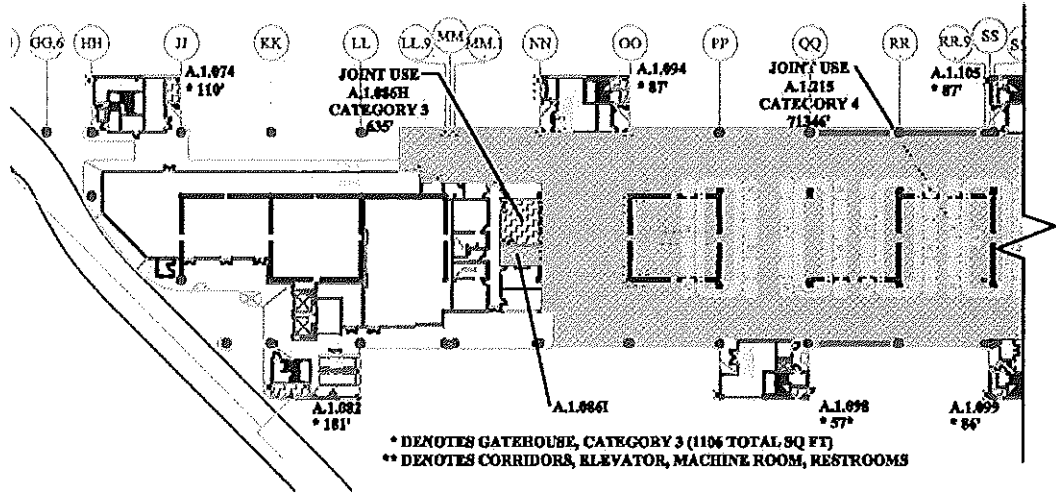 GG.6 HH JJ KK LL LL.9 MM MM.1 NN OO PP QQ RR RR.9 SS
A.1.074
* 110'
JOINT USE
A.1.086H
CATEGORY 3
635'
A.1.094
* 87'
JOINT USE
A.1.215
CATEGORY 4
71346'
A.1.105
* 87'
A.1.082
* 181'
A.1.086I
A.1.098
* 57'
A.1.099
* 86'
* DENOTES GATEHOUSE, CATEGORY 3 (1106 TOTAL SQ FT)
** DENOTES CORRIDORS, ELEVATOR, MACHINE ROOM, RESTROOMS